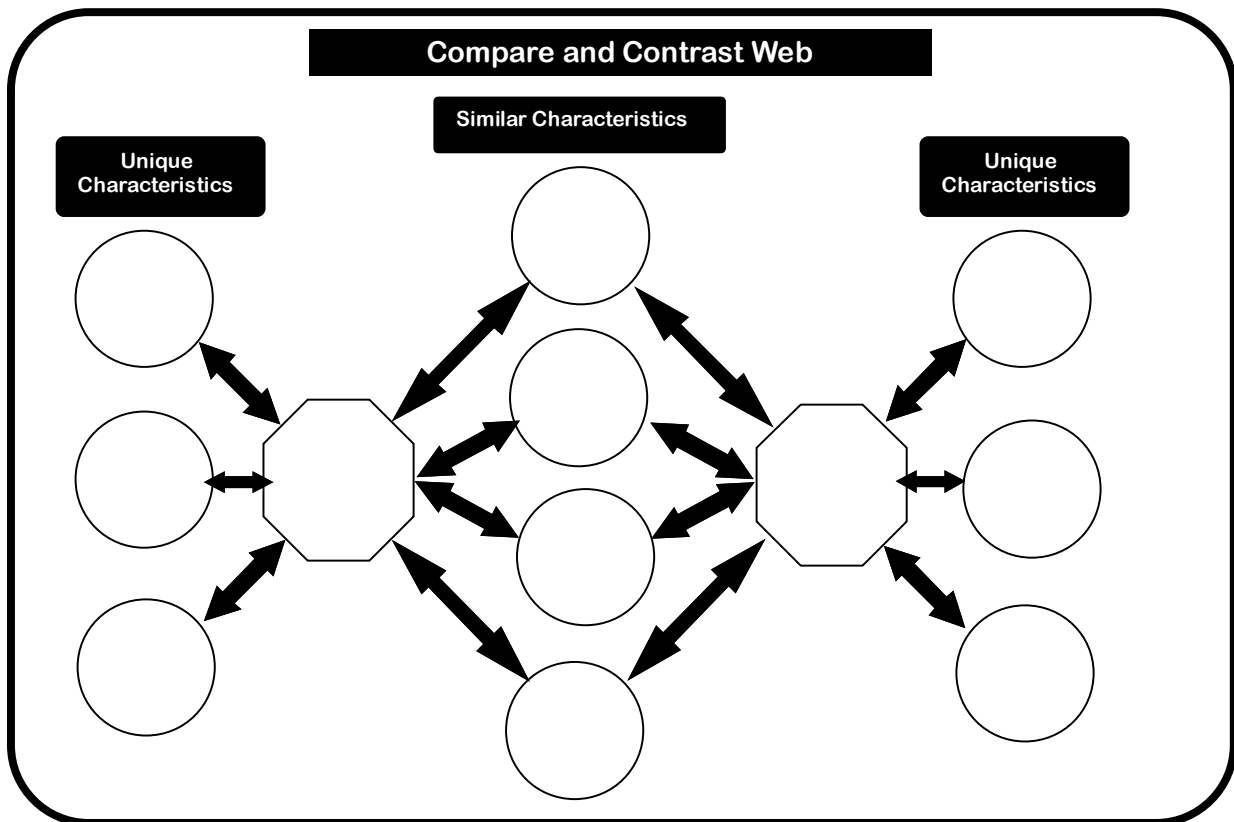 Compare and Contrast Web
Similar Characteristics
Unique
Characteristics
Unique
Characteristics